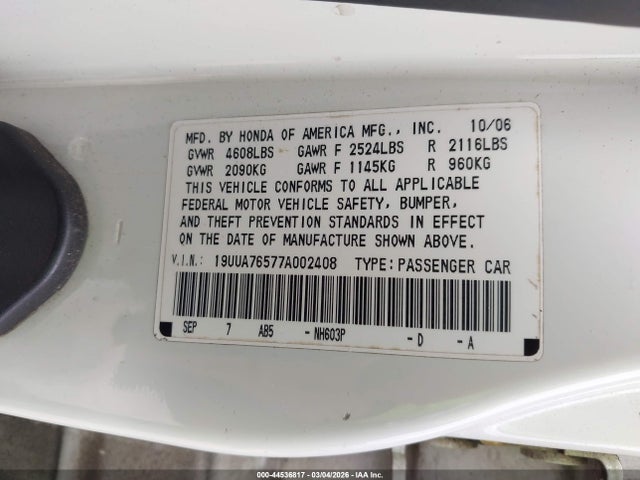 MFD. BY HONDA OF AMERICA MFG., INC. 10/06
GVWR 4608LBS GAWR F 2524LBS R 2116LBS
GVWR 2090KG GAWR F 1145KG R 960KG
THIS VEHICLE CONFORMS TO ALL APPLICABLE
FEDERAL MOTOR VEHICLE SAFETY, BUMPER,
AND THEFT PREVENTION STANDARDS IN EFFECT
ON THE DATE OF MANUFACTURE SHOWN ABOVE.
V.I.N.: 19UUA76577A002408 TYPE: PASSENGER CAR
SEP 7 AB5 -NH603P -D -A
000-44536817 - 03/04/2026 - IAA Inc.